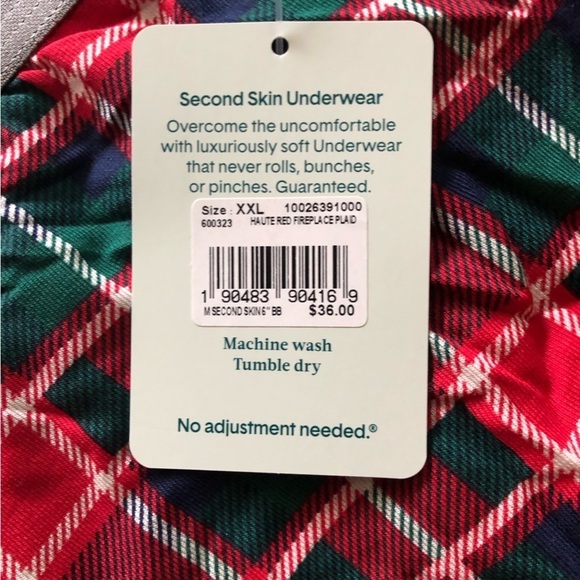 Second Skin Underwear
Overcome the uncomfortable
with luxuriously soft Underwear
that never rolls, bunches,
or pinches. Guaranteed.
Size : XXL 10026391000
600323 HAUTE RED FIREPLACE PLAID
1 90483 90416 9
M SECOND SKIN 6" BB $36.00
Machine wash
Tumble dry
No adjustment needed.®